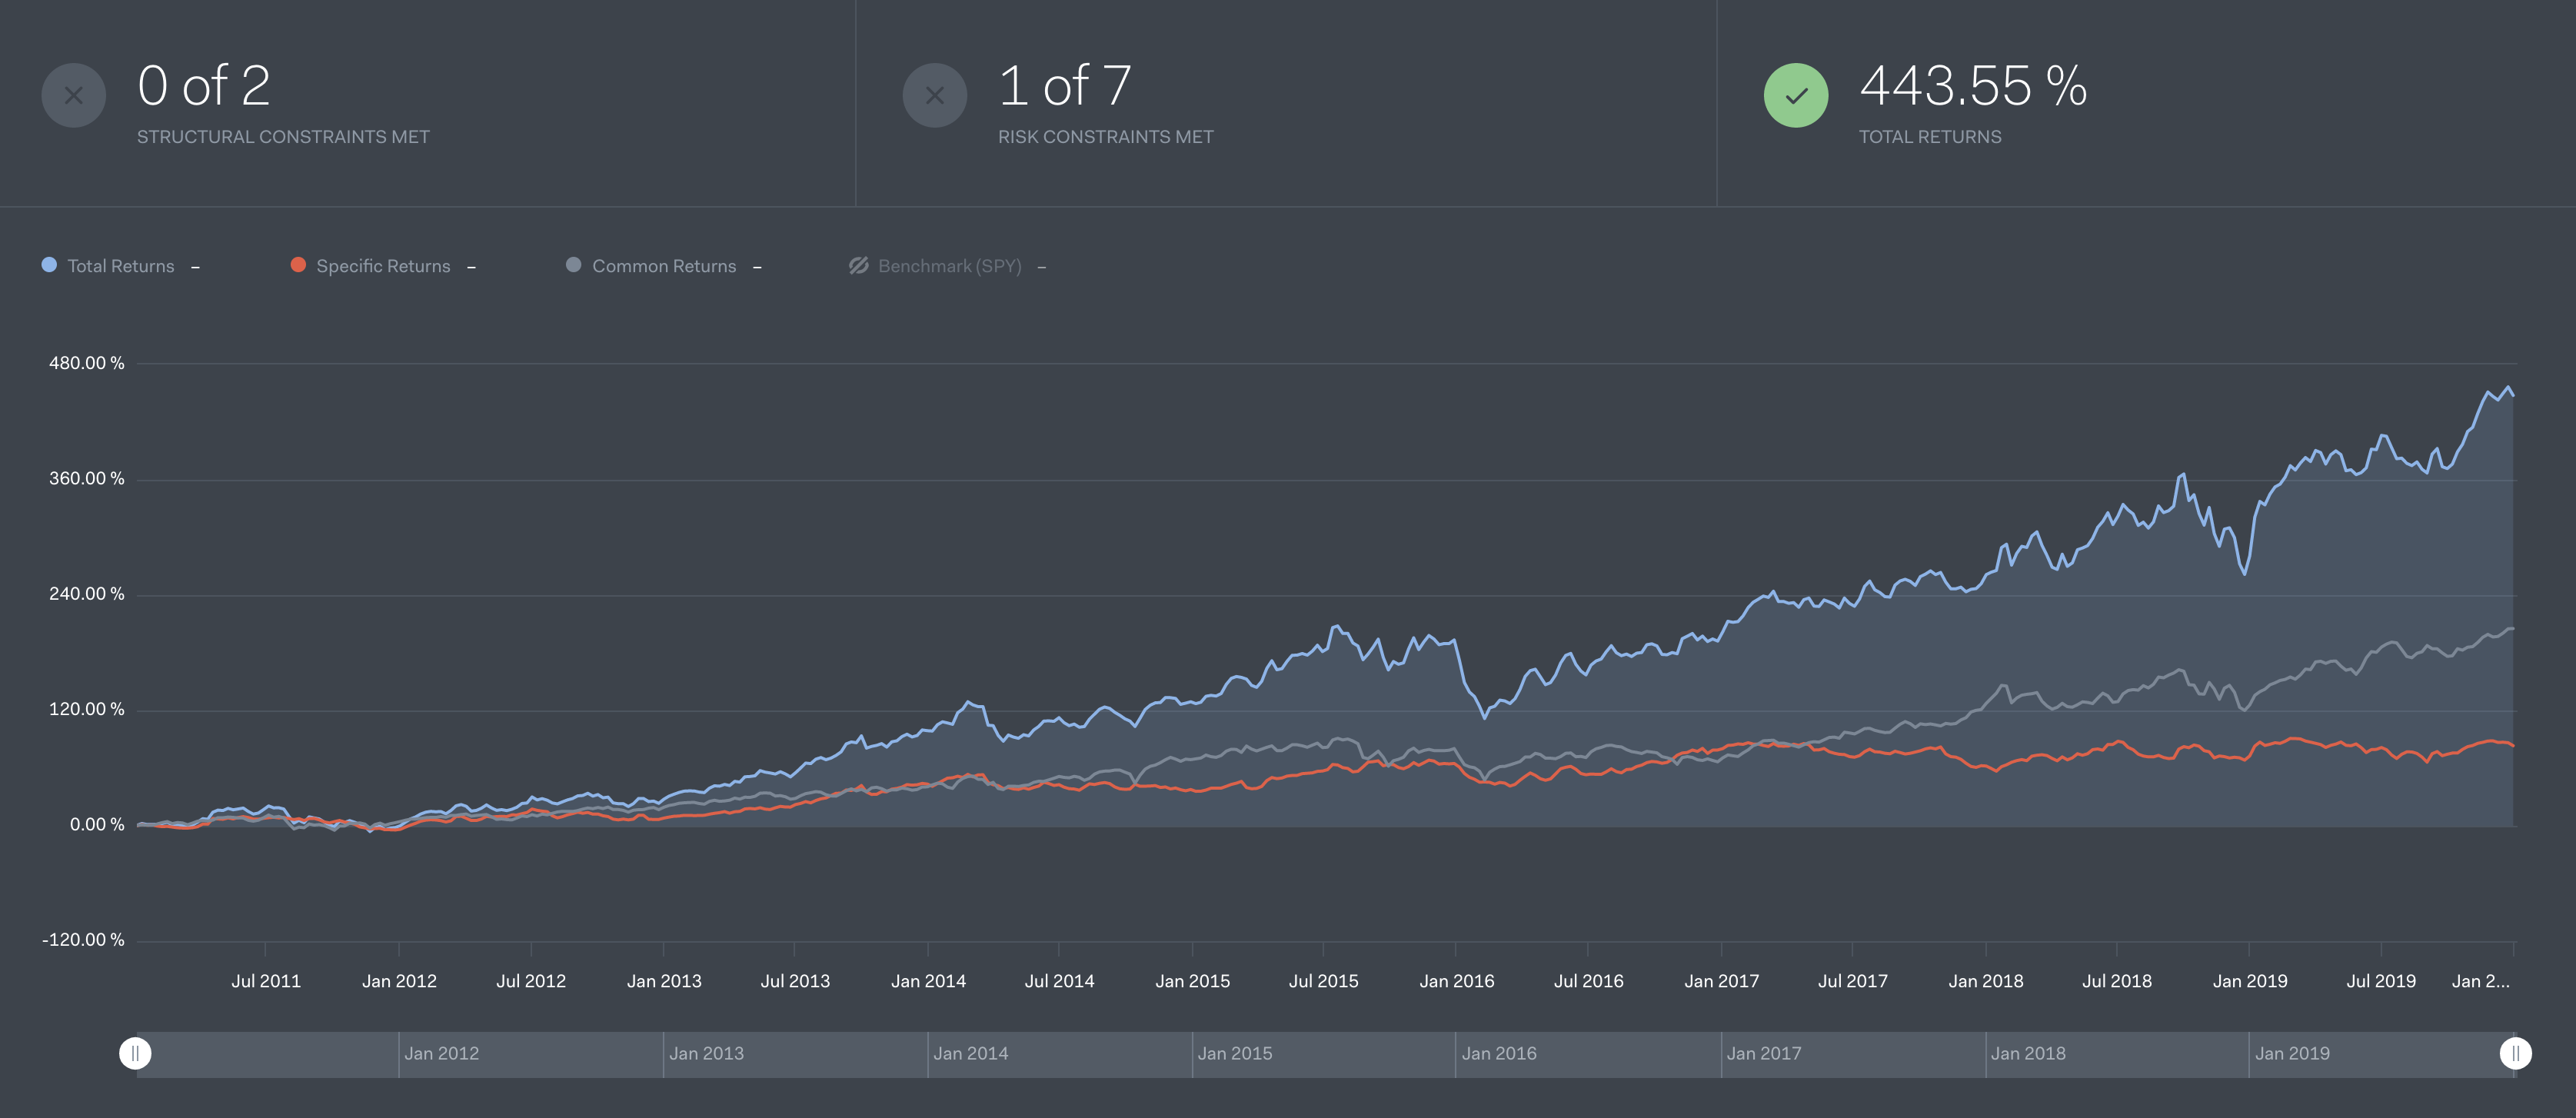 0 of 2
STRUCTURAL CONSTRAINTS MET
1 of 7
RISK CONSTRAINTS MET
443.55 %
TOTAL RETURNS
Total Returns –
Specific Returns –
Common Returns –
Benchmark (SPY) –
480.00 %
360.00 %
240.00 %
120.00 %
0.00 %
-120.00 %
Jul 2011 Jan 2012 Jul 2012 Jan 2013 Jul 2013 Jan 2014 Jul 2014 Jan 2015 Jul 2015 Jan 2016 Jul 2016 Jan 2017 Jul 2017 Jan 2018 Jul 2018 Jan 2019 Jul 2019 Jan 2...
Jan 2012 Jan 2013 Jan 2014 Jan 2015 Jan 2016 Jan 2017 Jan 2018 Jan 2019